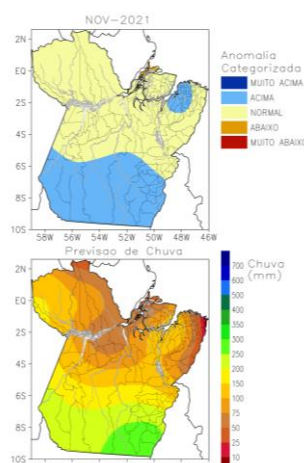 NOV-2021
2N
EQ
2S
4S
6S
8S
10S
58W 56W 54W 52W 50W 48W 46W
Anomalia
Categorizada
MUITO ACIMA
ACIMA
NORMAL
ABAIXO
MUITO ABAIXO
Previsao de Chuva
2N
EQ
2S
4S
6S
8S
10S
Chuva
(mm)
700
600
500
400
350
300
250
200
150
100
75
50
25
10